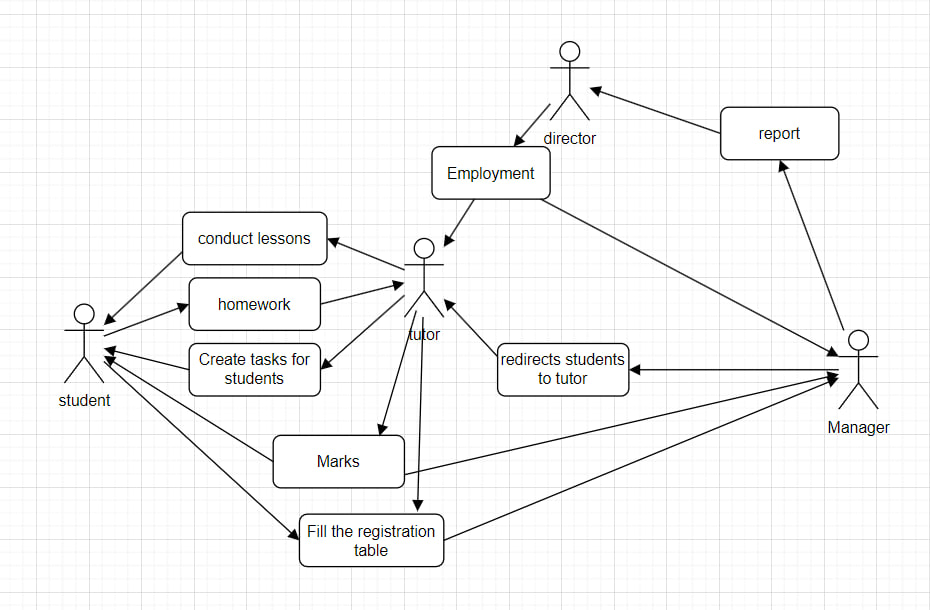 director
report
Employment
conduct lessons
homework
tutor
Create tasks for
students
redirects students
to tutor
student
Manager
Marks
Fill the registration
table